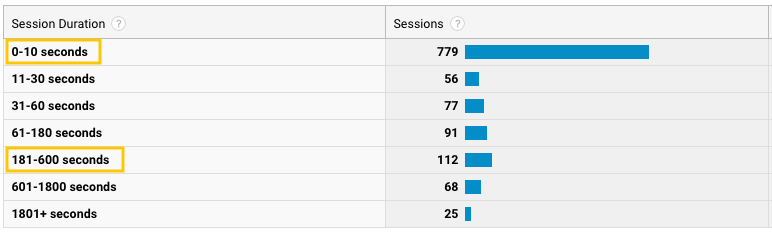 Session Duration ? Sessions ?
0-10 seconds 779
11-30 seconds 56
31-60 seconds 77
61-180 seconds 91
181-600 seconds 112
601-1800 seconds 68
1801+ seconds 25